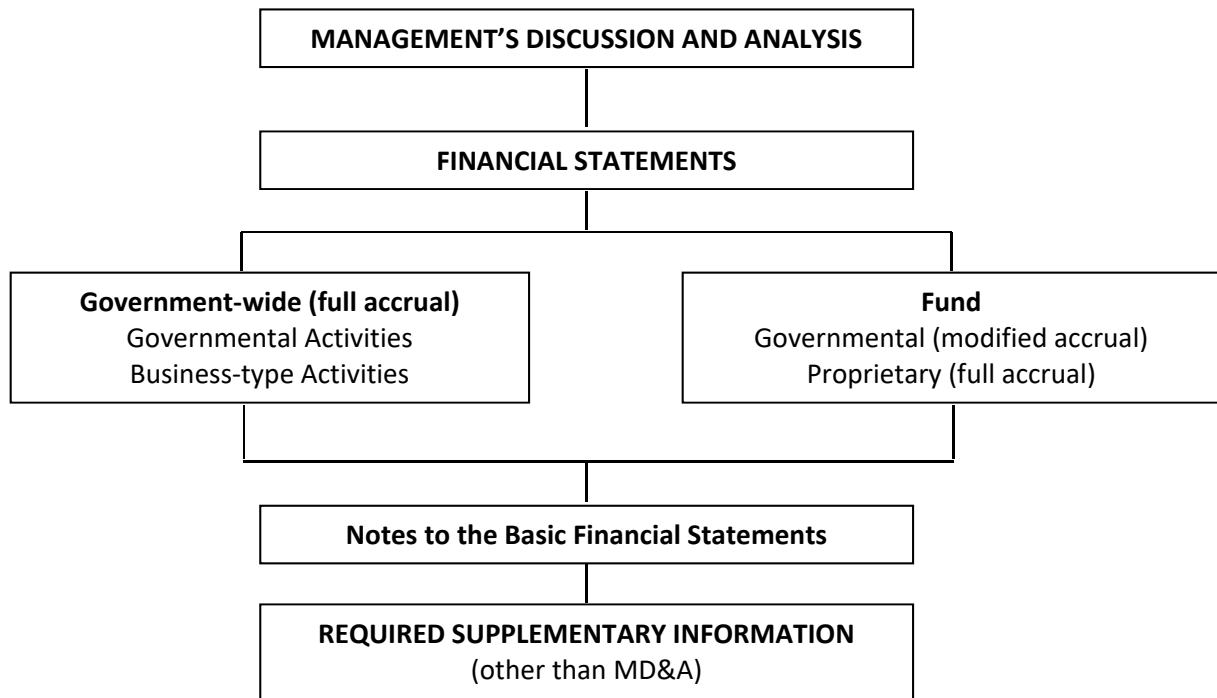 MANAGEMENT’S DISCUSSION AND ANALYSIS
FINANCIAL STATEMENTS
Government-wide (full accrual)
Governmental Activities
Business-type Activities
Fund
Governmental (modified accrual)
Proprietary (full accrual)
Notes to the Basic Financial Statements
REQUIRED SUPPLEMENTARY INFORMATION
(other than MD&A)